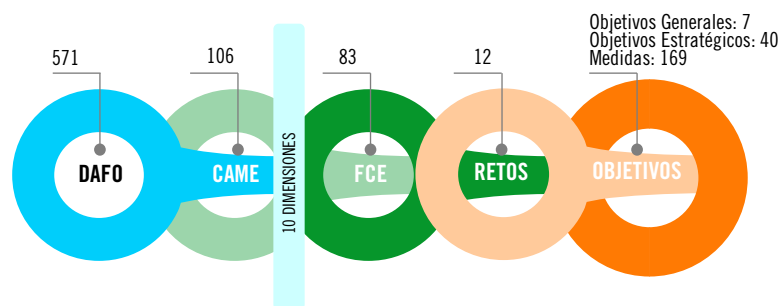 Objetivos Generales: 7
Objetivos Estratégicos: 40
Medidas: 169
571
106
83
12
DAFO
CAME
10 DIMENSIONES
FCE
RETOS
OBJETIVOS